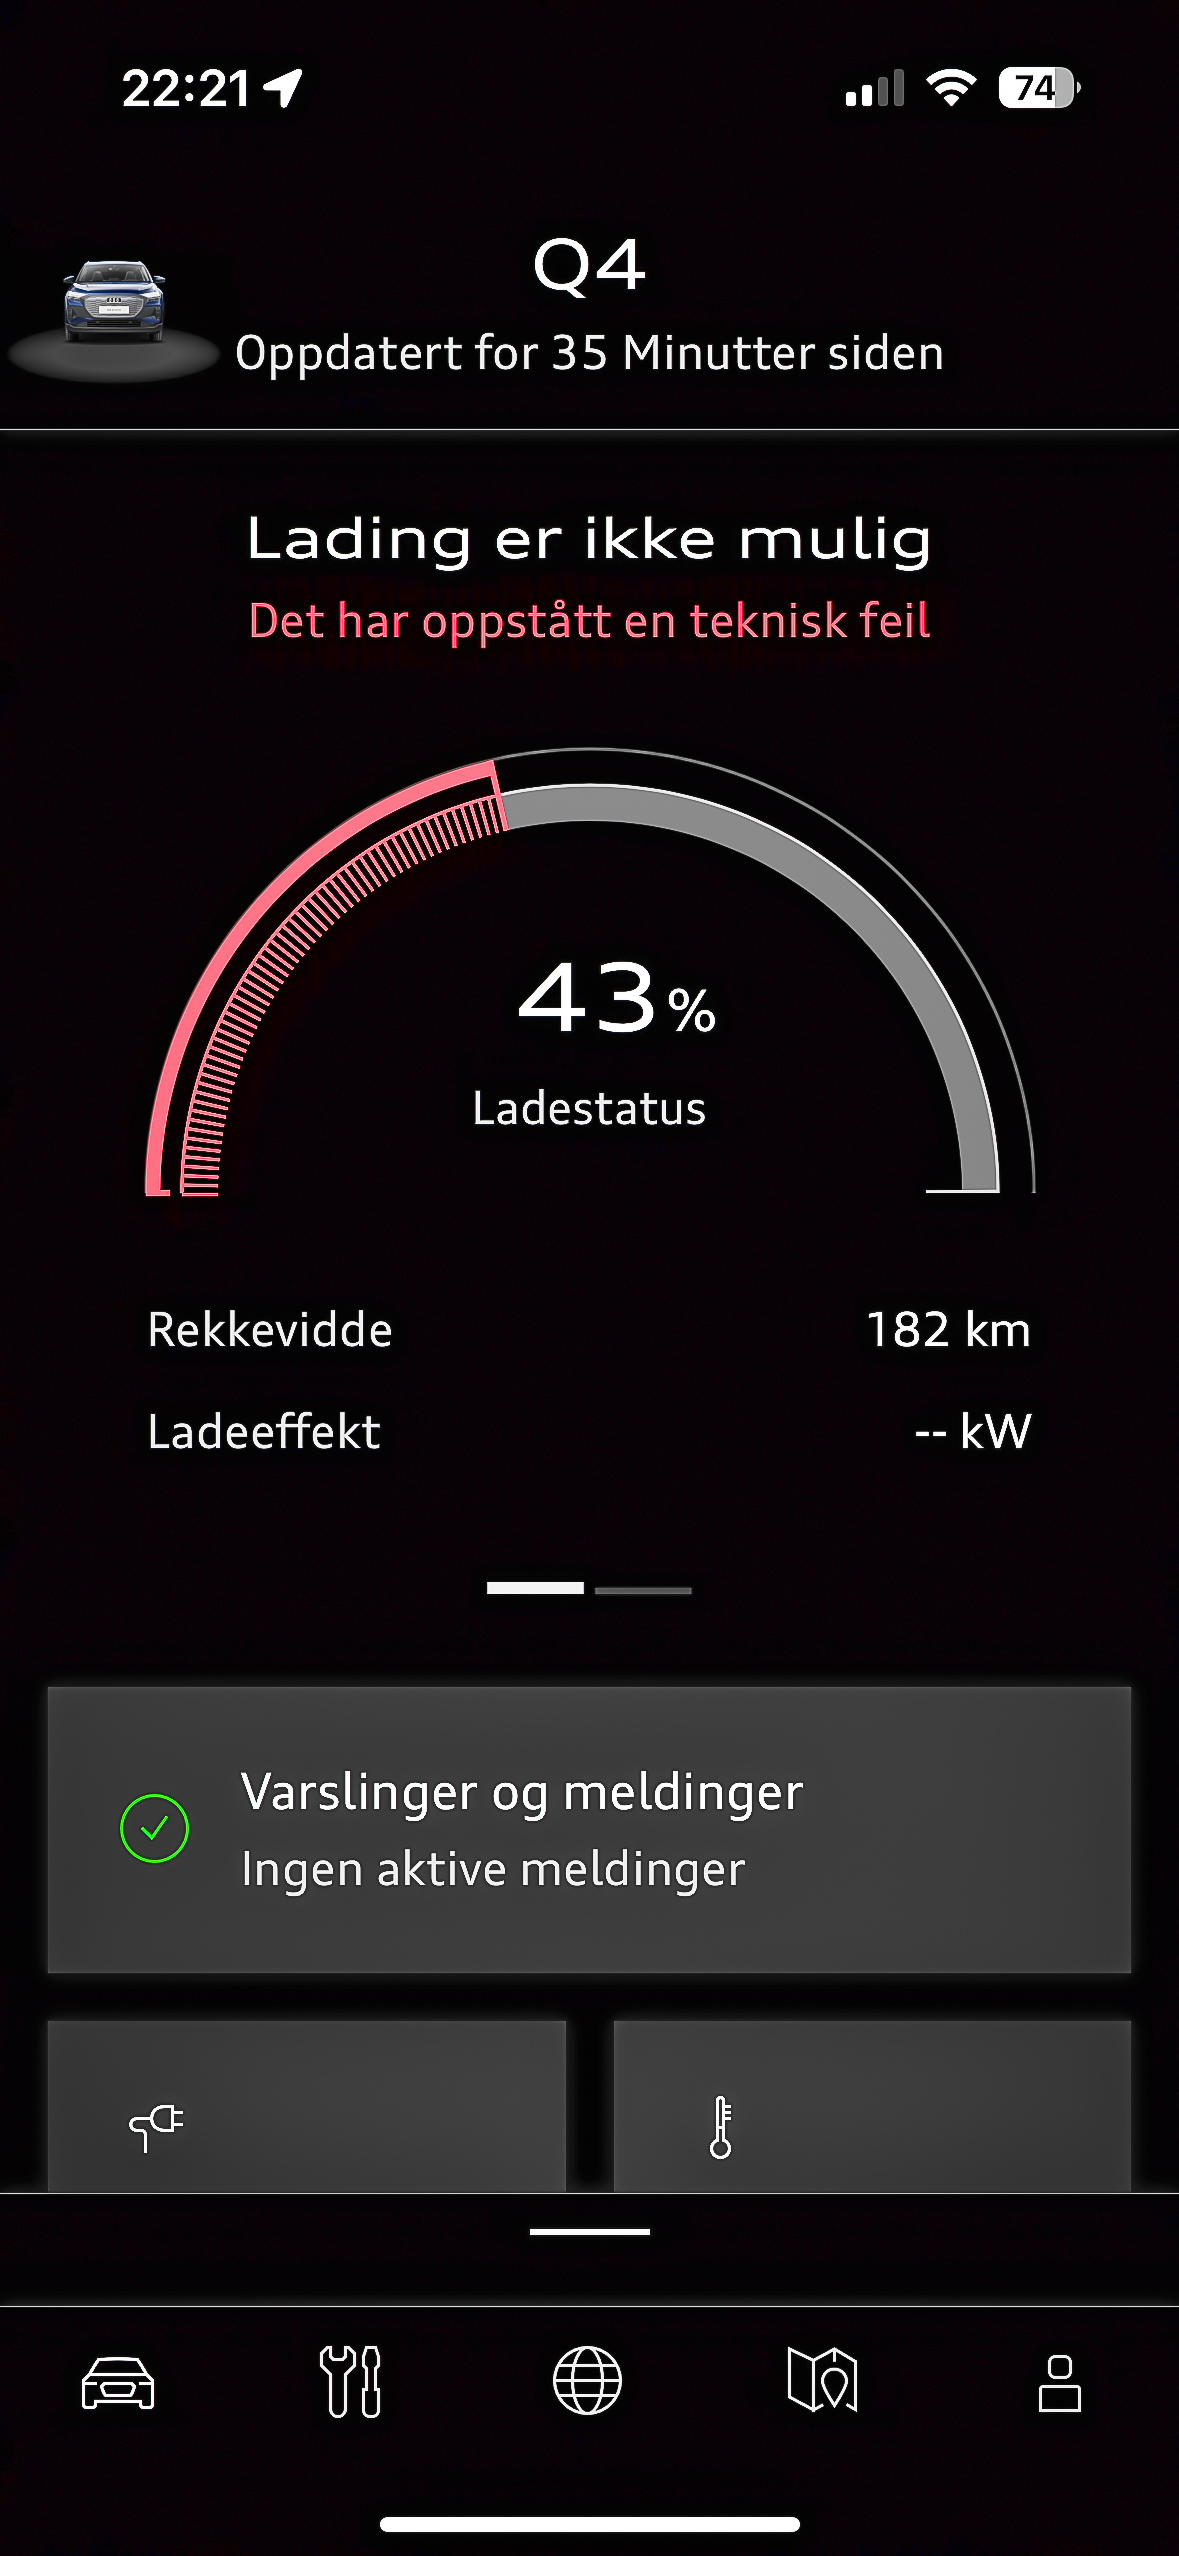 22:21
74
Q4
Oppdatert for 35 Minutter siden
Lading er ikke mulig
Det har oppstått en teknisk feil
43%
Ladestatus
Rekkevidde 182 km
Ladeeffekt -- kW
Varslinger og meldinger
Ingen aktive meldinger